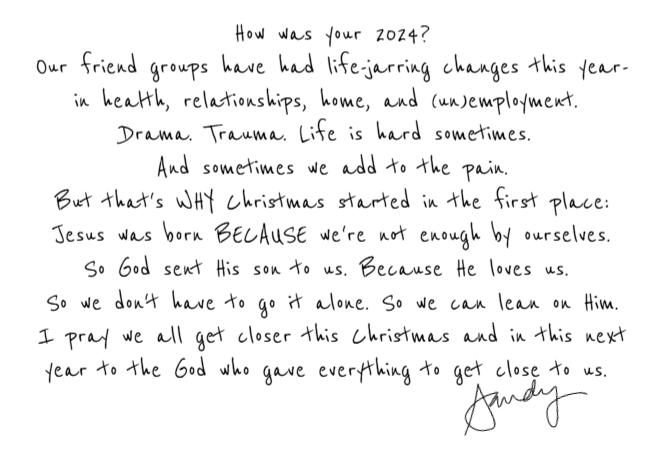 How was your 2024?
Our friend groups have had life-jarring changes this year-
in health, relationships, home, and (un)employment.
Drama. Trauma. Life is hard sometimes.
And sometimes we add to the pain.
But that's WHY Christmas started in the first place:
Jesus was born BECAUSE we're not enough by ourselves.
So God sent His son to us. Because He loves us.
So we don't have to go it alone. So we can lean on Him.
I pray we all get closer this Christmas and in this next
year to the God who gave everything to get close to us.
Sandy